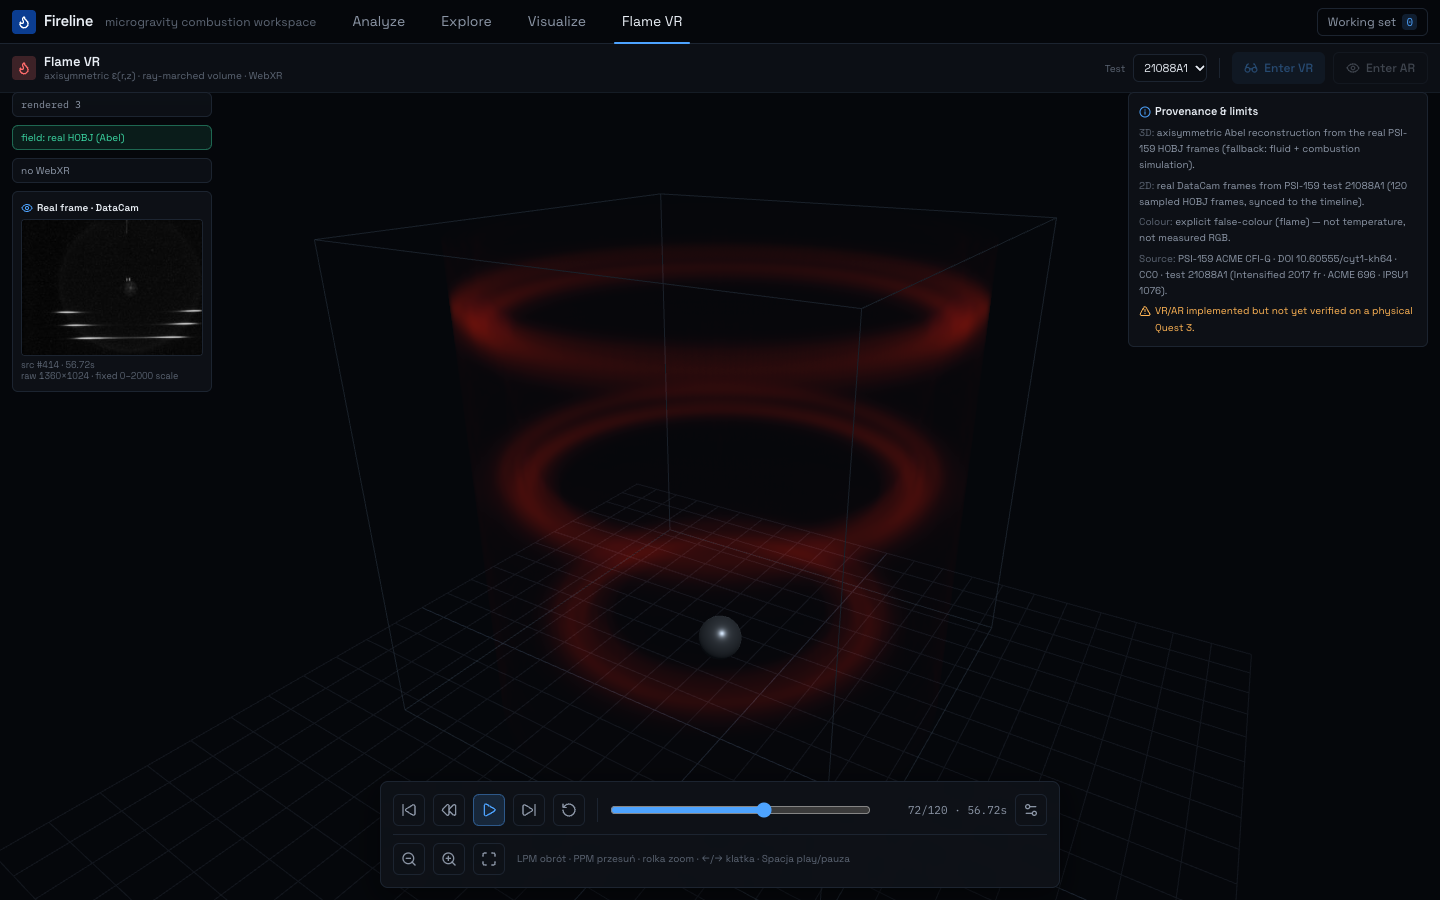 Fireline microgravity combustion workspace Analyze Explore Visualize Flame VR Working set 0
Flame VR
axisymmetric ε(r,z) · ray-marched volume · WebXR
Test 21088A1 Enter VR Enter AR
rendered 3
field: real HOBJ (Abel)
no WebXR
Real frame · DataCam
src #414 · 56.72s
raw 1360×1024 · fixed 0–2000 scale
Provenance & limits
3D: axisymmetric Abel reconstruction from the real PSI-
159 HOBJ frames (fallback: fluid + combustion
simulation).
2D: real DataCam frames from PSI-159 test 21088A1 (120
sampled HOBJ frames, synced to the timeline).
Colour: explicit false-colour (flame) — not temperature,
not measured RGB.
Source: PSI-159 ACME CFI-G · DOI 10.60555/cyt1-kh64 ·
CC0 · test 21088A1 (Intensified 2017 fr · ACME 696 · IPSU1
1076).
VR/AR implemented but not yet verified on a physical
Quest 3.
72/120 · 56.72s
LPM obrót · PPM przesuń · rolka zoom · ←/→ klatka · Spacja play/pauza